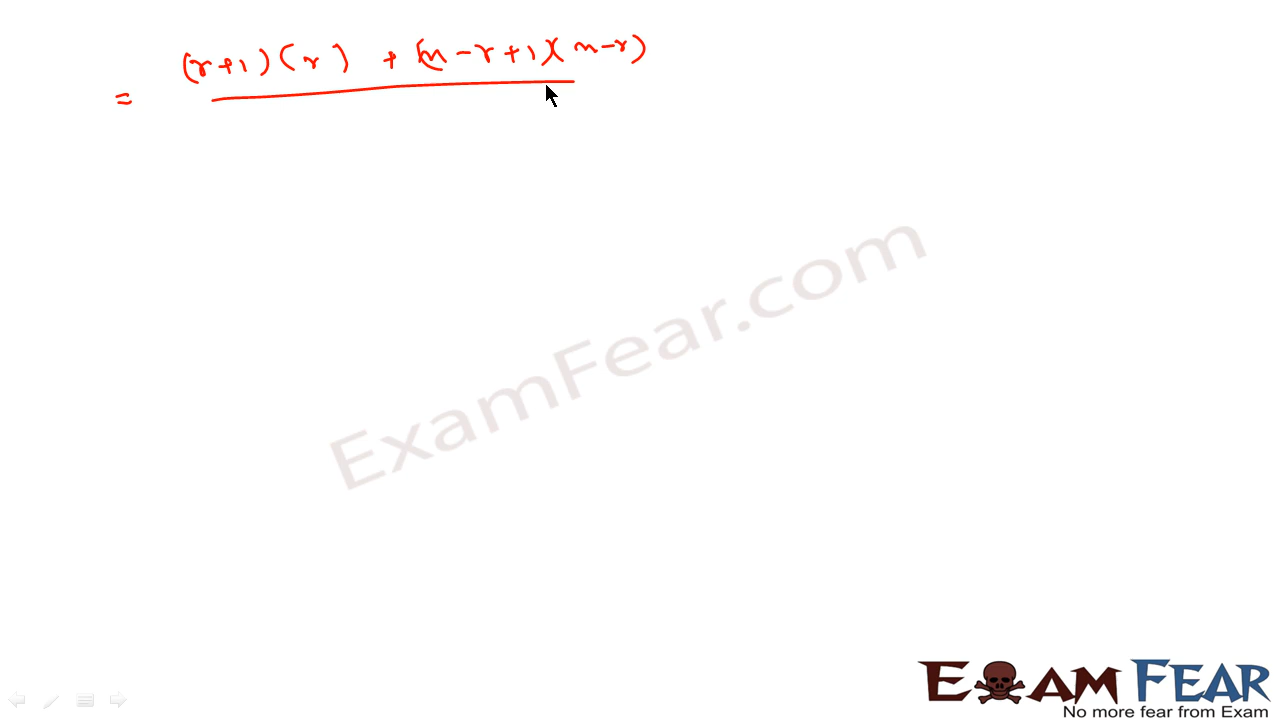 = (r+1)(r) + (n-r+1)(n-r)
ExamFear.com
EXAM FEAR
No more fear from Exam